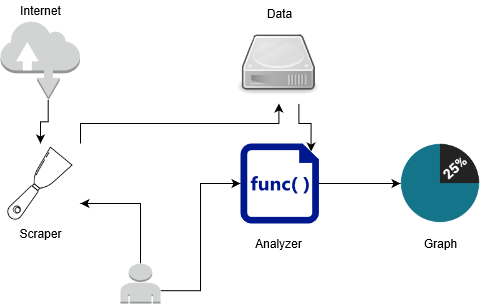 Internet
Data
func( )
25%
Scraper
Analyzer
Graph